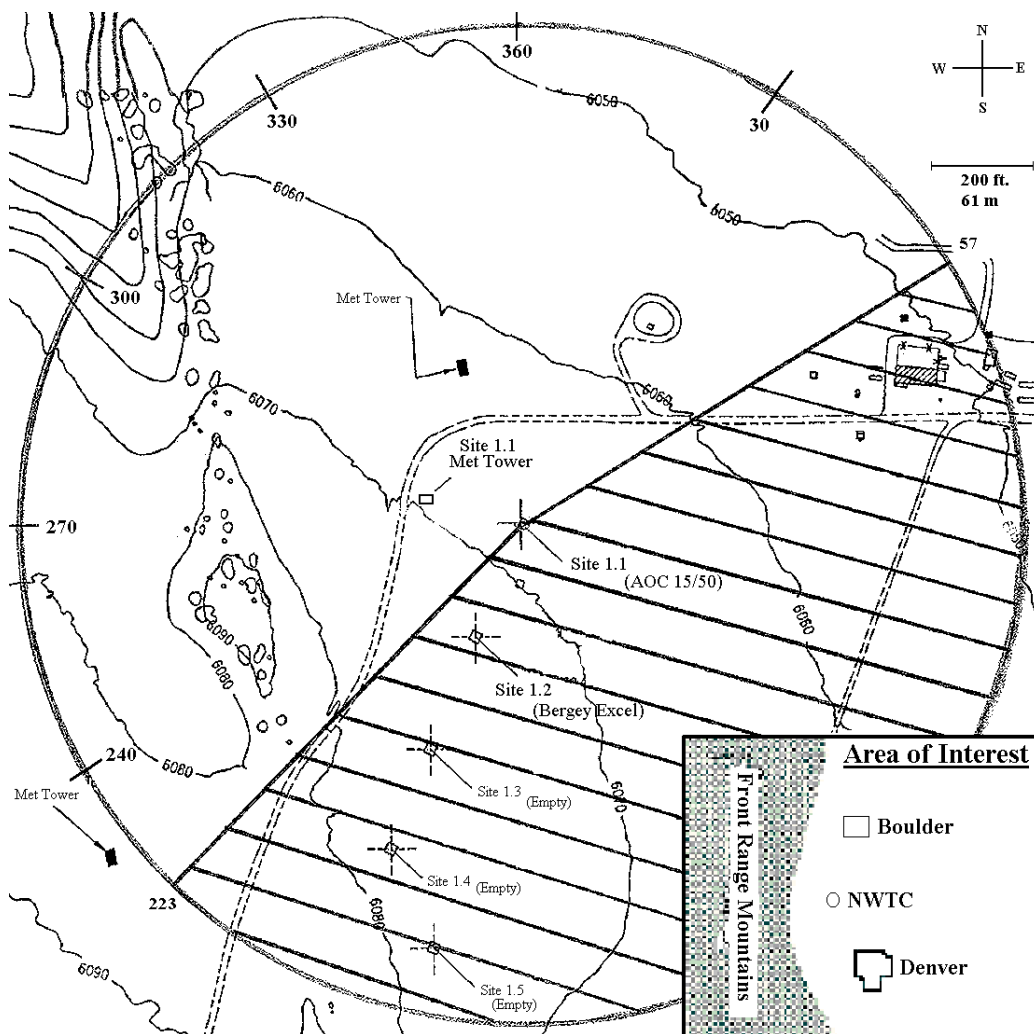 360
N
W E
S
6050
330
30
200 ft.
61 m
6060
6050
57
300
Met Tower
6060
6070
Site 1.1
Met Tower
270
Site 1.1
(AOC 15/50)
6060
6090
6080
Site 1.2
(Bergey Excel)
240
6080
Met Tower
Site 1.3
(Empty)
6070
Site 1.4
(Empty)
223
6080
6090
Site 1.5
(Empty)
Area of Interest
Front Range Mountains
Boulder
NWTC
Denver